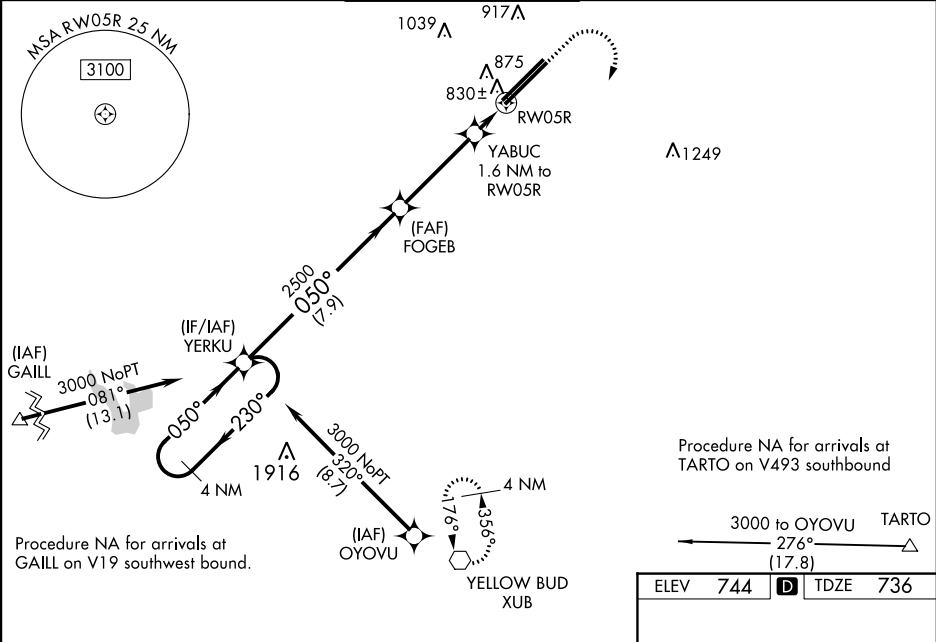 MSA RW05R 25 NM
3100
1039
917
875
830±
RW05R
YABUC
1.6 NM to
RW05R
1249
(FAF)
FOGEB
2500
050°
(7.9)
(IF/IAF)
YERKU
(IAF)
GAILL
3000 NoPT
081°
(13.1)
050°
230°
4 NM
1916
3000 NoPT
320°
(8.7)
(IAF)
OYOVU
4 NM
176°
356°
YELLOW BUD
XUB
Procedure NA for arrivals at
TARTO on V493 southbound
3000 to OYOVU
TARTO
276°
(17.8)
Procedure NA for arrivals at
GAILL on V19 southwest bound.
ELEV 744 D TDZE 736